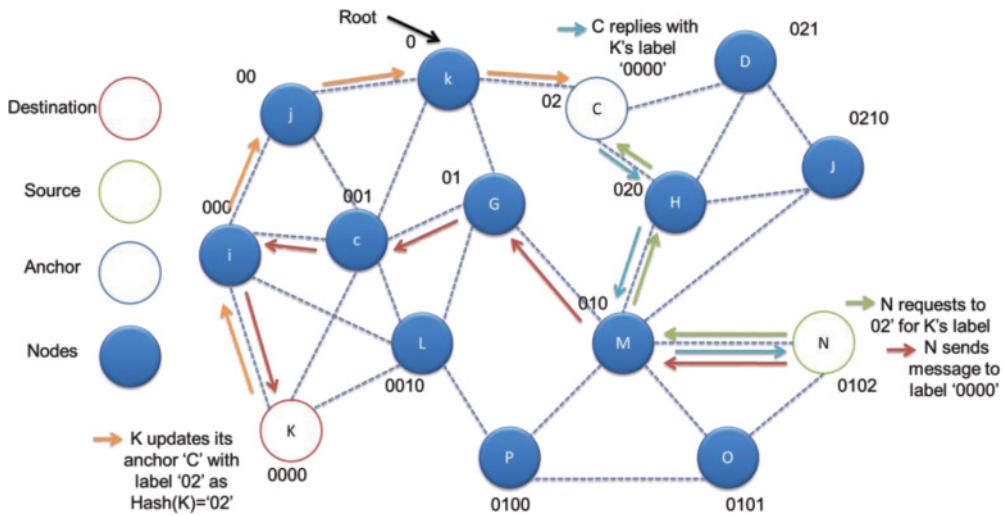 Root
0
C replies with
K's label
'0000'
021
D
00
k
02
C
0210
Destination
j
J
Source
000
001
01
G
020
H
c
i
Anchor
010
N requests to
02' for K's label
Nodes
L
M
N
N sends
message to
label '0000'
0010
0102
K
K updates its
anchor 'C' with
label '02' as
Hash(K)='02'
0000
P
O
0100
0101